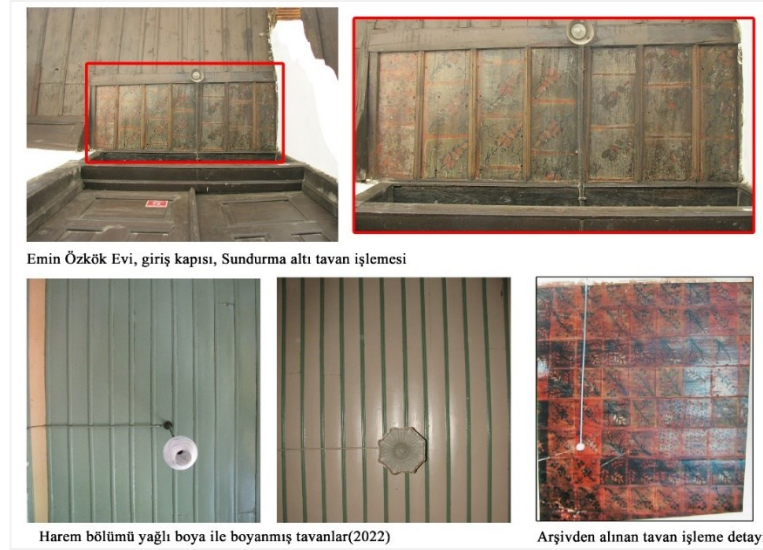 Emin Özkök Evi, giriş kapısı, Sundurma altı tavan işlemesi
Harem bölümü yağlı boya ile boyanmış tavanlar(2022)
Arşivden alınan tavan işleme detay